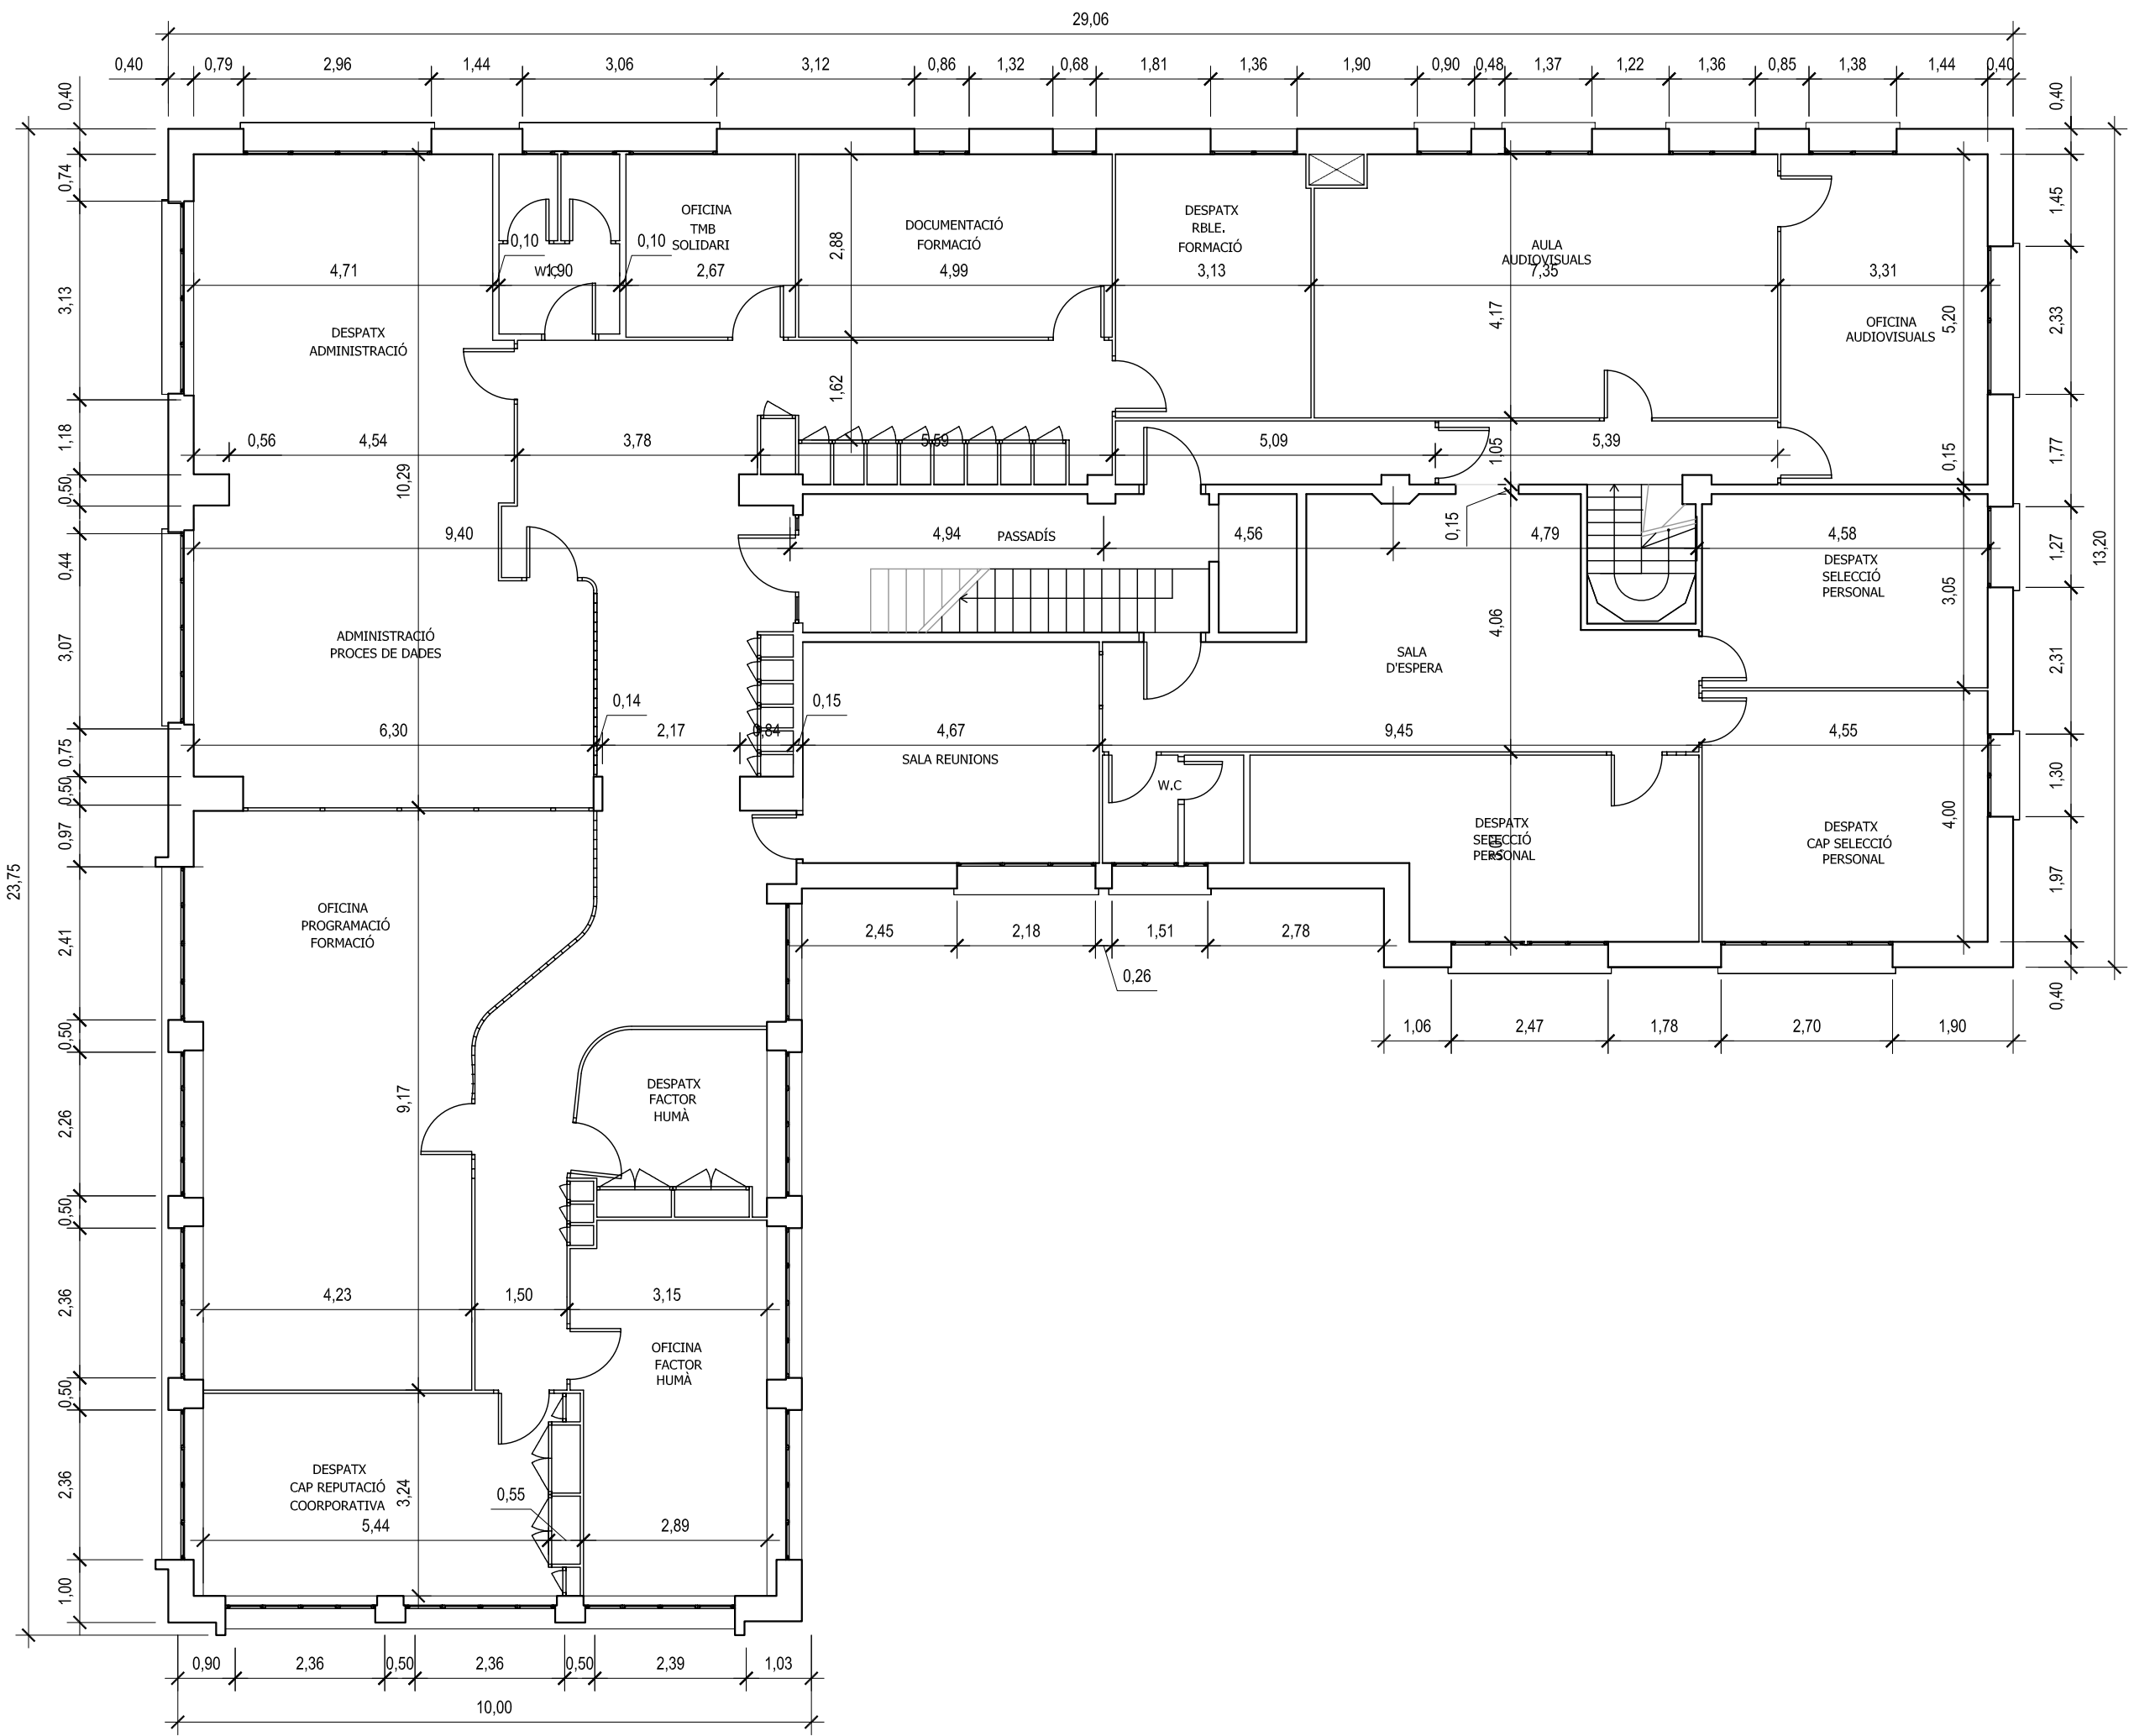 29,06
0,40 0,79 2,96 1,44 3,06 3,12 0,86 1,32 0,68 1,81 1,36 1,90 0,90 0,48 1,37 1,22 1,36 0,85 1,38 1,44 0,40
0,40
0,40
0,74
1,45
OFICINA
TMB
SOLIDARI
DOCUMENTACIÓ
FORMACIÓ
DESPATX
RBLE.
FORMACIÓ
AULA
AUDIOVISUALS
0,10
0,10
2,88
W.C
4,71 1,90 2,67 4,99 3,13 7,35 3,31
3,13
4,17
5,20
2,33
DESPATX
ADMINISTRACIÓ
OFICINA
AUDIOVISUALS
1,62
1,18
0,56 4,54 3,78 5,59 5,09 1,05 5,39 0,15
1,77
10,29
0,50
0,15
9,40 4,94 PASSADÍS 4,56 4,79 4,58
0,44
1,27
13,20
DESPATX
SELECCIÓ
PERSONAL
3,05
ADMINISTRACIÓ
PROCES DE DADES
4,06
SALA
D'ESPERA
3,07
2,31
0,14
0,15
6,30 2,17 0,84 4,67 9,45 4,55
SALA REUNIONS
0,75
0,50
W.C
1,30
0,97
DESPATX
SELECCIÓ
PERSONAL
4,00
DESPATX
CAP SELECCIÓ
PERSONAL
23,75
1,97
OFICINA
PROGRAMACIÓ
FORMACIÓ
2,41
2,45 2,18 1,51 2,78
0,26
0,40
0,50
1,06 2,47 1,78 2,70 1,90
9,17
2,26
DESPATX
FACTOR
HUMÀ
0,50
2,36
4,23 1,50 3,15
OFICINA
FACTOR
HUMÀ
0,50
2,36
DESPATX
CAP REPUTACIÓ
COORPORATIVA
3,24
0,55
5,44 2,89
1,00
0,90 2,36 0,50 2,36 0,50 2,39 1,03
10,00